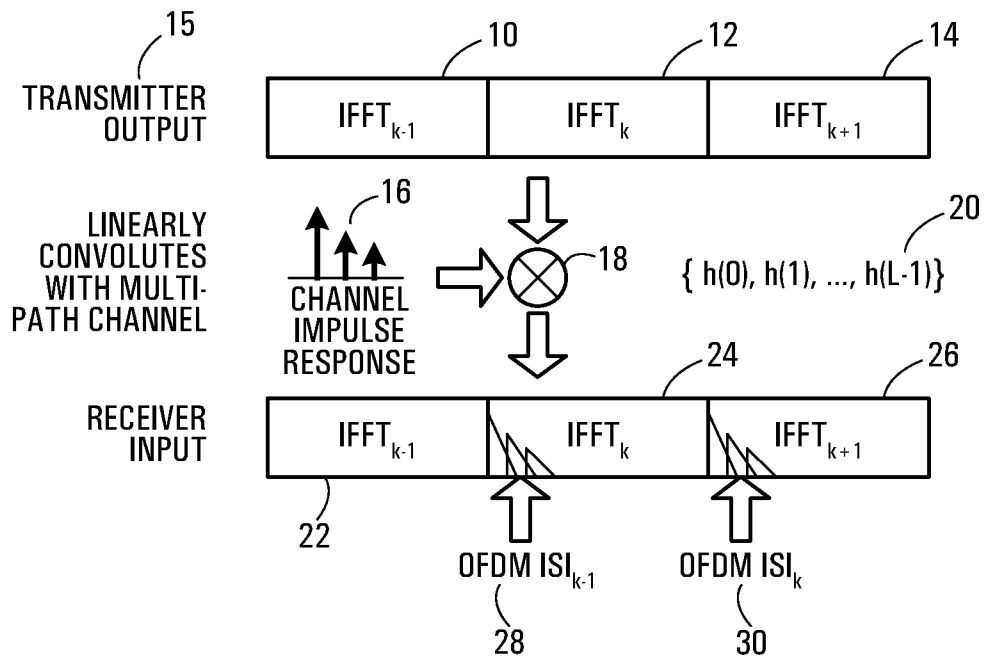 15
10
12
14
TRANSMITTER
OUTPUT
IFFTk-1
IFFTk
IFFTk+1
LINEARLY
CONVOLUTES
WITH MULTI-
PATH CHANNEL
16
CHANNEL
IMPULSE
RESPONSE
18
20
{ h(0), h(1), ..., h(L-1)}
24
26
RECEIVER
INPUT
IFFTk-1
IFFTk
IFFTk+1
22
OFDM ISIk-1
OFDM ISIk
28
30